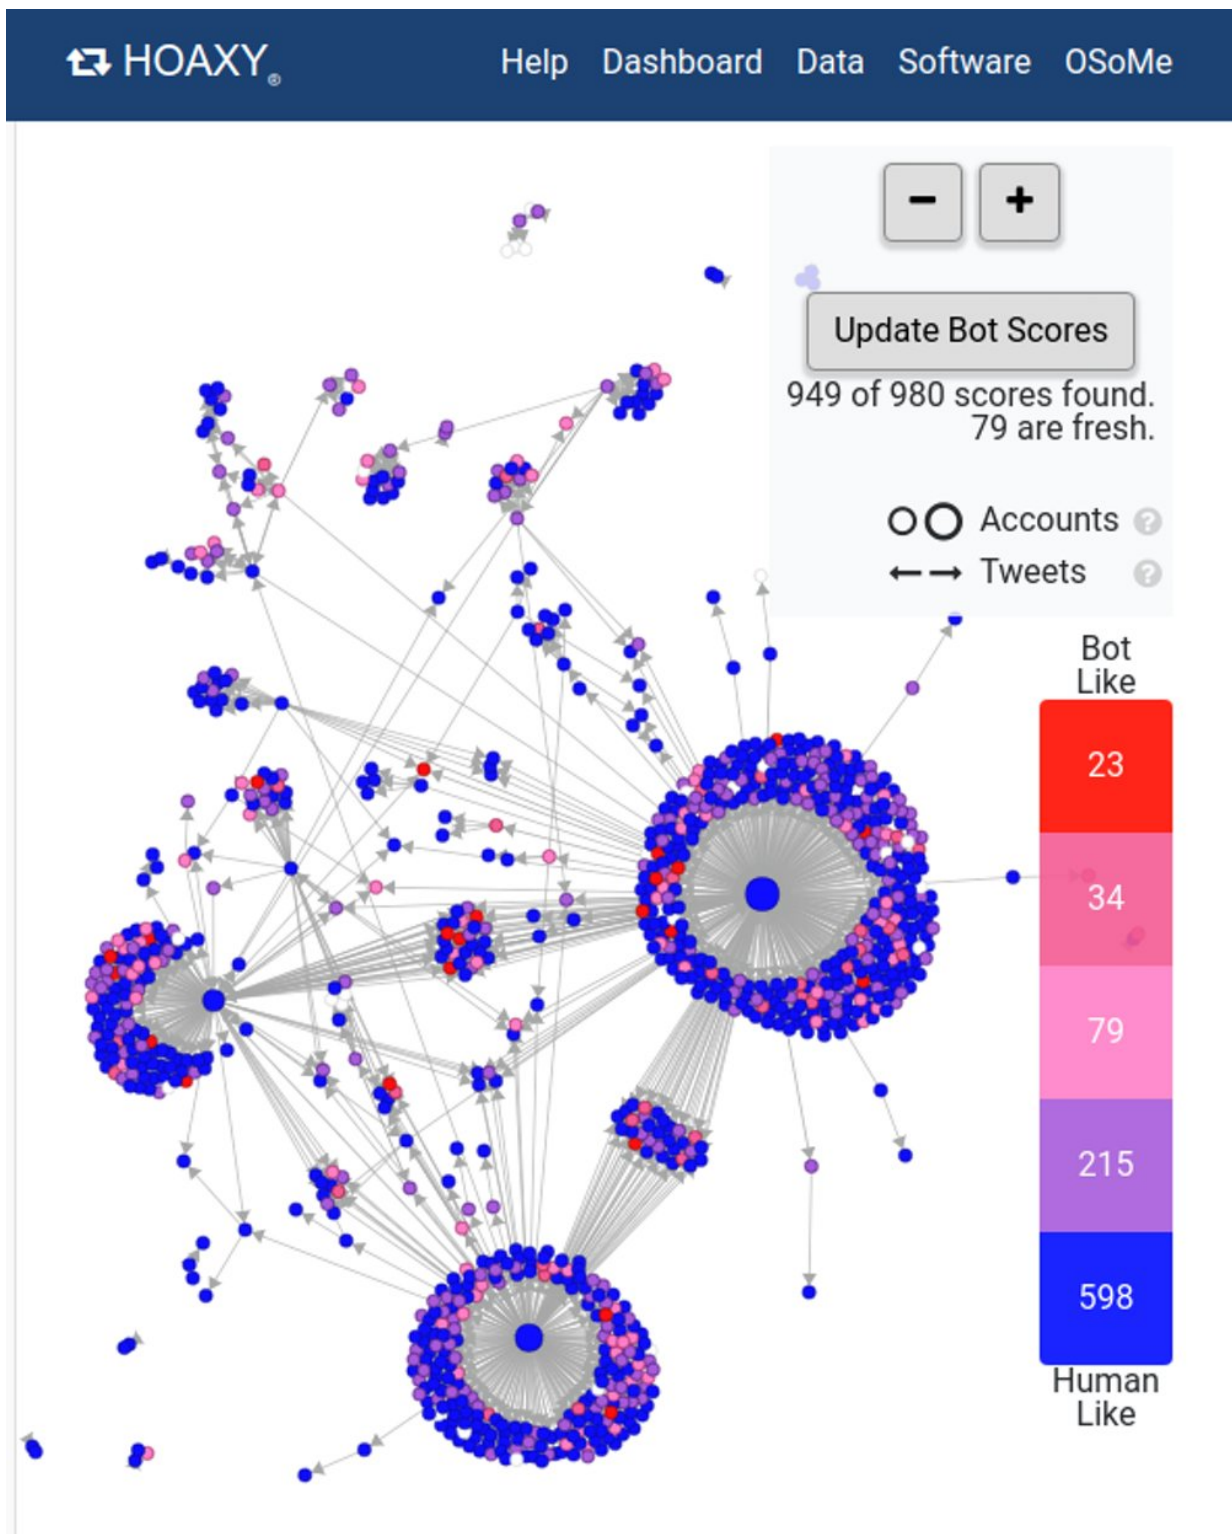 HOAXY®
Help Dashboard Data Software OSoMe
− +
Update Bot Scores
949 of 980 scores found.
79 are fresh.
Accounts ?
Tweets ?
Bot
Like
23
34
79
215
598
Human
Like